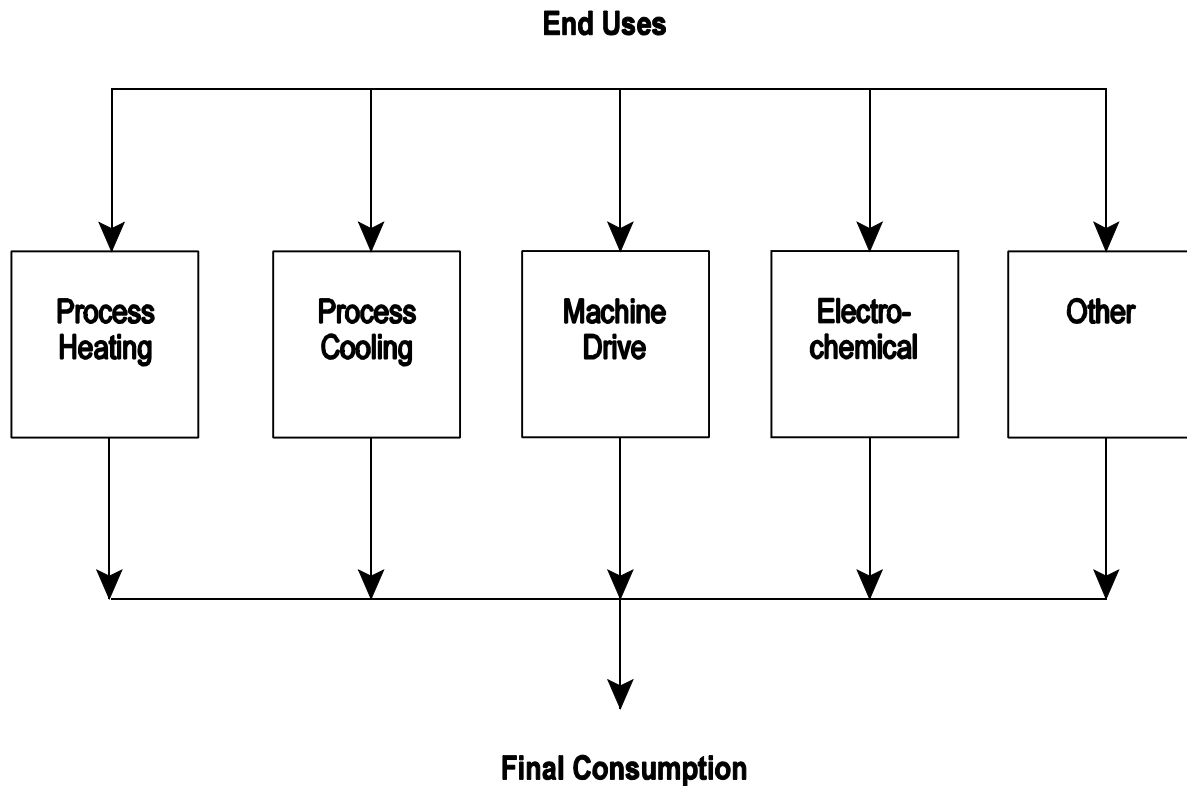 End Uses
Process
Heating
Process
Cooling
Machine
Drive
Electro-
chemical
Other
Final Consumption